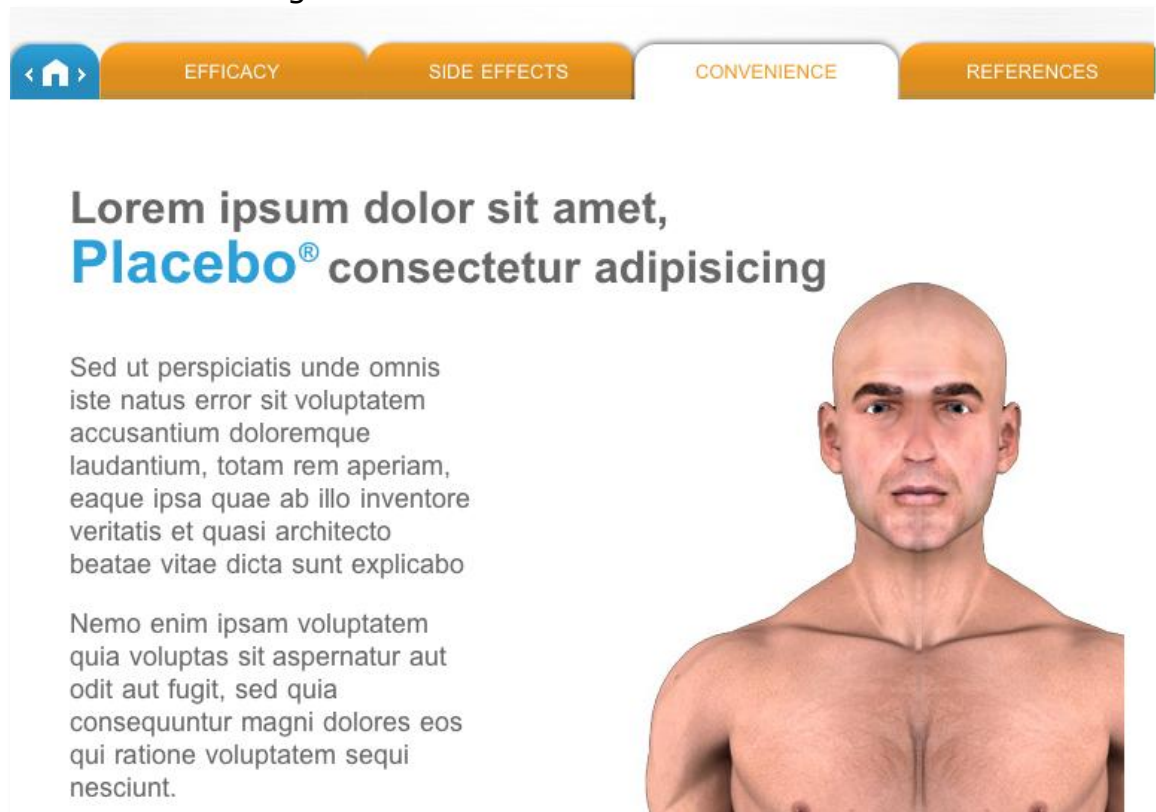 EFFICACY
SIDE EFFECTS
CONVENIENCE
REFERENCES
Lorem ipsum dolor sit amet,
Placebo® consectetur adipisicing
Sed ut perspiciatis unde omnis
iste natus error sit voluptatem
accusantium doloremque
laudantium, totam rem aperiam,
eaque ipsa quae ab illo inventore
veritatis et quasi architecto
beatae vitae dicta sunt explicabo
Nemo enim ipsam voluptatem
quia voluptas sit aspernatur aut
odit aut fugit, sed quia
consequuntur magni dolores eos
qui ratione voluptatem sequi
nesciunt.